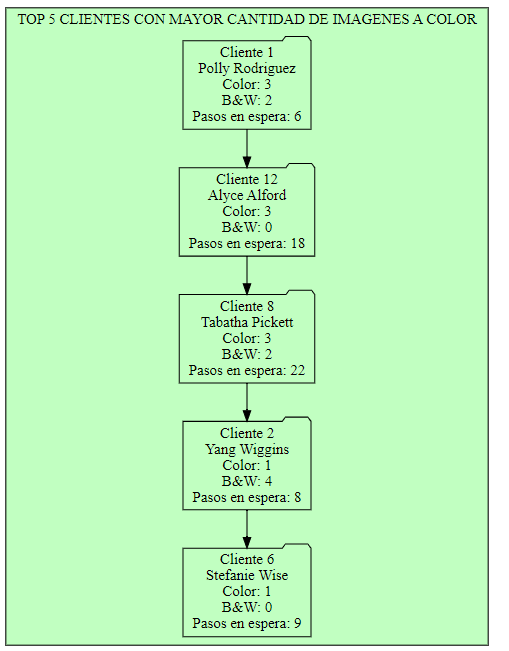 TOP 5 CLIENTES CON MAYOR CANTIDAD DE IMAGENES A COLOR
Cliente 1
Polly Rodriguez
Color: 3
B&W: 2
Pasos en espera: 6
Cliente 12
Alyce Alford
Color: 3
B&W: 0
Pasos en espera: 18
Cliente 8
Tabatha Pickett
Color: 3
B&W: 2
Pasos en espera: 22
Cliente 2
Yang Wiggins
Color: 1
B&W: 4
Pasos en espera: 8
Cliente 6
Stefanie Wise
Color: 1
B&W: 0
Pasos en espera: 9